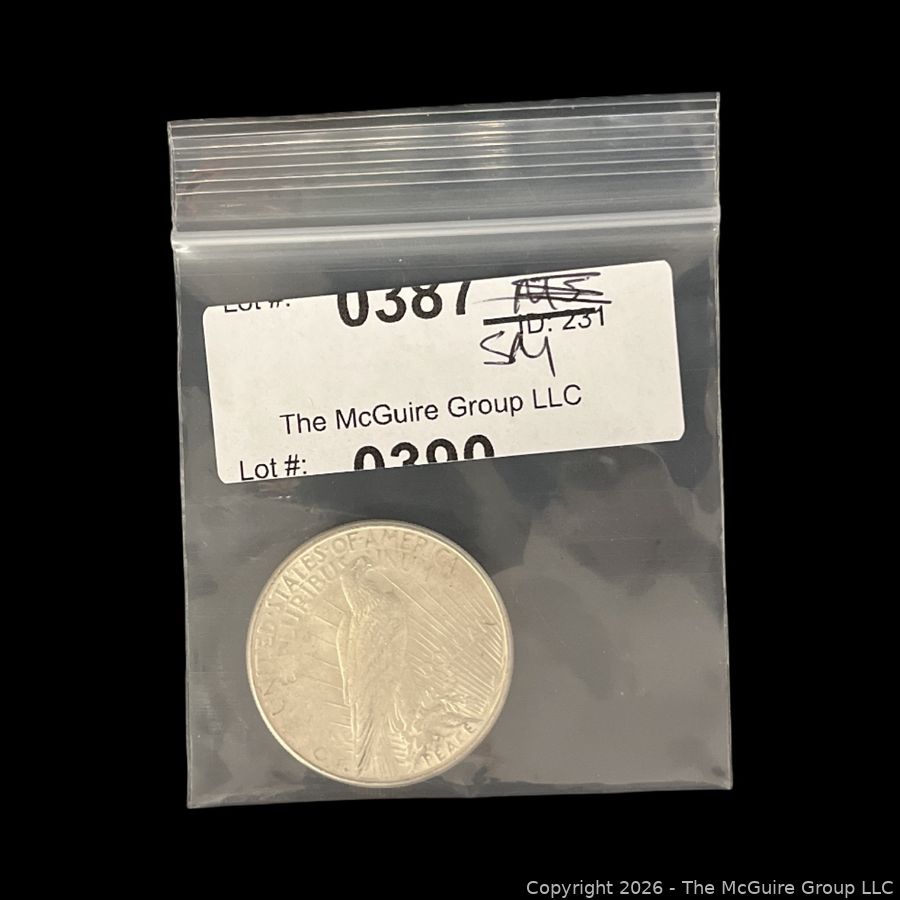 Lot #: 0387
ID: 231
SM
The McGuire Group LLC
Lot #: 0390
UNITED STATES OF AMERICA
E PLURIBUS UNUM
PEACE
Copyright 2026 - The McGuire Group LLC